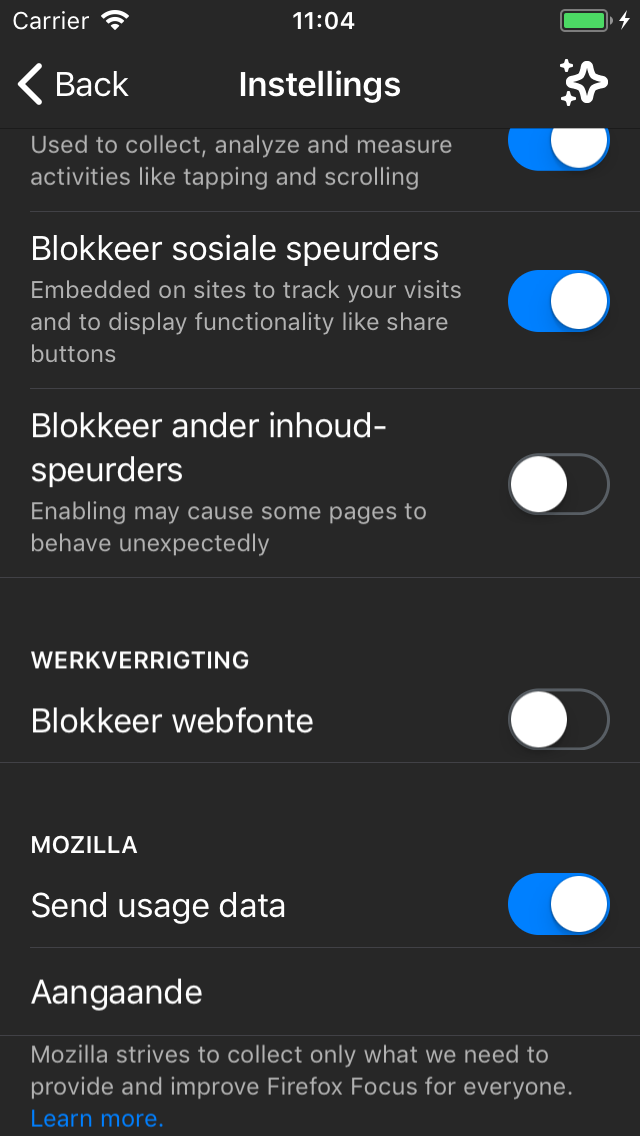 Carrier 11:04
Back Instellings
Used to collect, analyze and measure
activities like tapping and scrolling
Blokkeer sosiale speurders
Embedded on sites to track your visits
and to display functionality like share
buttons
Blokkeer ander inhoud-
speurders
Enabling may cause some pages to
behave unexpectedly
WERKVERRIGTING
Blokkeer webfonte
MOZILLA
Send usage data
Aangaande
Mozilla strives to collect only what we need to
provide and improve Firefox Focus for everyone.
Learn more.